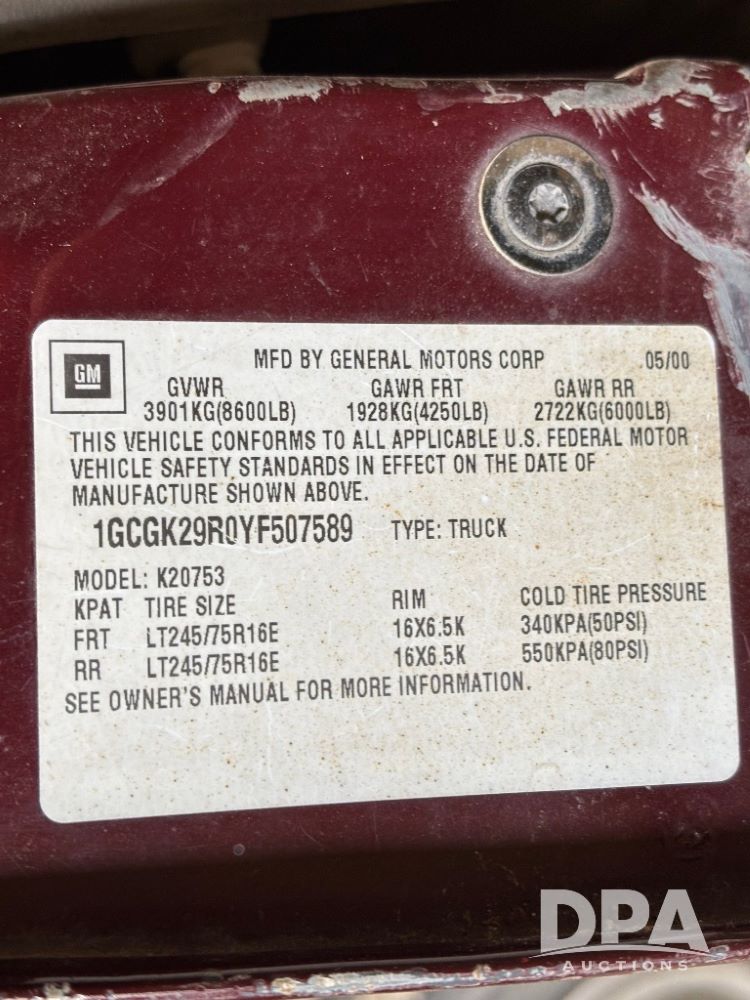 GM
MFD BY GENERAL MOTORS CORP 05/00
GVWR GAWR FRT GAWR RR
3901KG(8600LB) 1928KG(4250LB) 2722KG(6000LB)
THIS VEHICLE CONFORMS TO ALL APPLICABLE U.S. FEDERAL MOTOR
VEHICLE SAFETY STANDARDS IN EFFECT ON THE DATE OF
MANUFACTURE SHOWN ABOVE.
1GCGK29R0YF507589 TYPE: TRUCK
MODEL: K20753
KPAT TIRE SIZE RIM COLD TIRE PRESSURE
FRT LT245/75R16E 16X6.5K 340KPA(50PSI)
RR LT245/75R16E 16X6.5K 550KPA(80PSI)
SEE OWNER'S MANUAL FOR MORE INFORMATION.
DPA
AUCTIONS